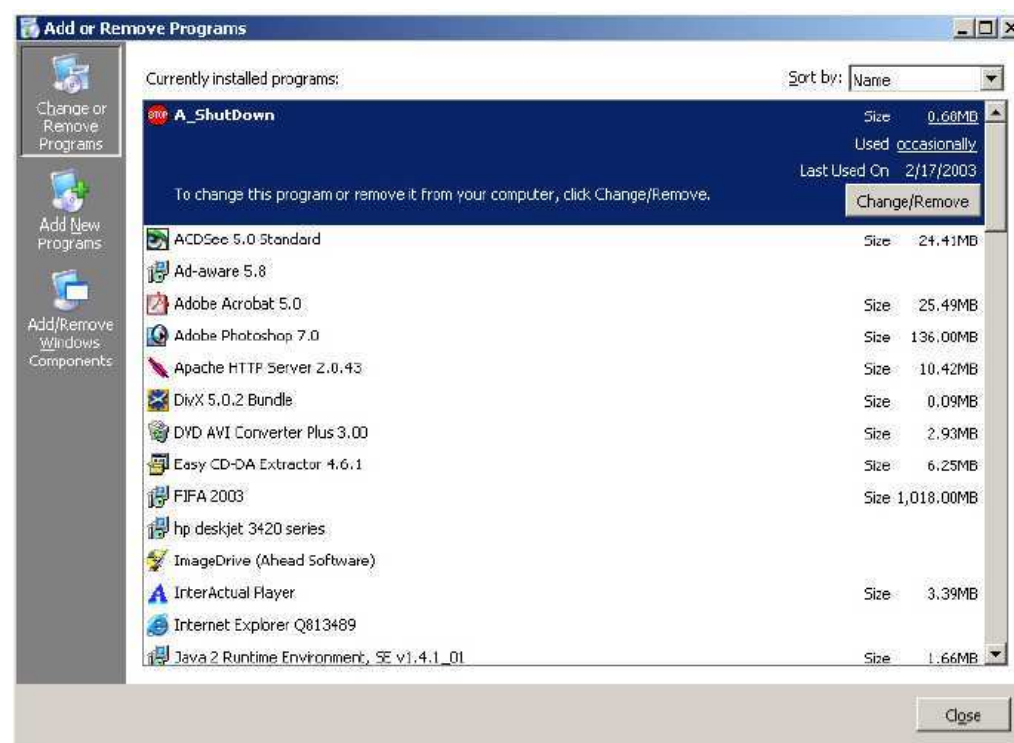 Add or Remove Programs
Change or
Remove
Programs
Add New
Programs
Add/Remove
Windows
Components
Currently installed programs:
Sort by: Name
STOP A_ShutDown Size 0.68MB
Used occasionally
Last Used On 2/17/2003
To change this program or remove it from your computer, click Change/Remove. Change/Remove
ACDSee 5.0 Standard Size 24.41MB
Ad-aware 5.8
Adobe Acrobat 5.0 Size 25.49MB
Adobe Photoshop 7.0 Size 136.00MB
Apache HTTP Server 2.0.43 Size 10.42MB
DivX 5.0.2 Bundle Size 0.09MB
DVD AVI Converter Plus 3.00 Size 2.93MB
Easy CD-DA Extractor 4.6.1 Size 6.25MB
FIFA 2003 Size 1,018.00MB
hp deskjet 3420 series
ImageDrive (Ahead Software)
InterActual Player Size 3.39MB
Internet Explorer Q813489
Java 2 Runtime Environment, SE v1.4.1_01 Size 1.66MB
Close